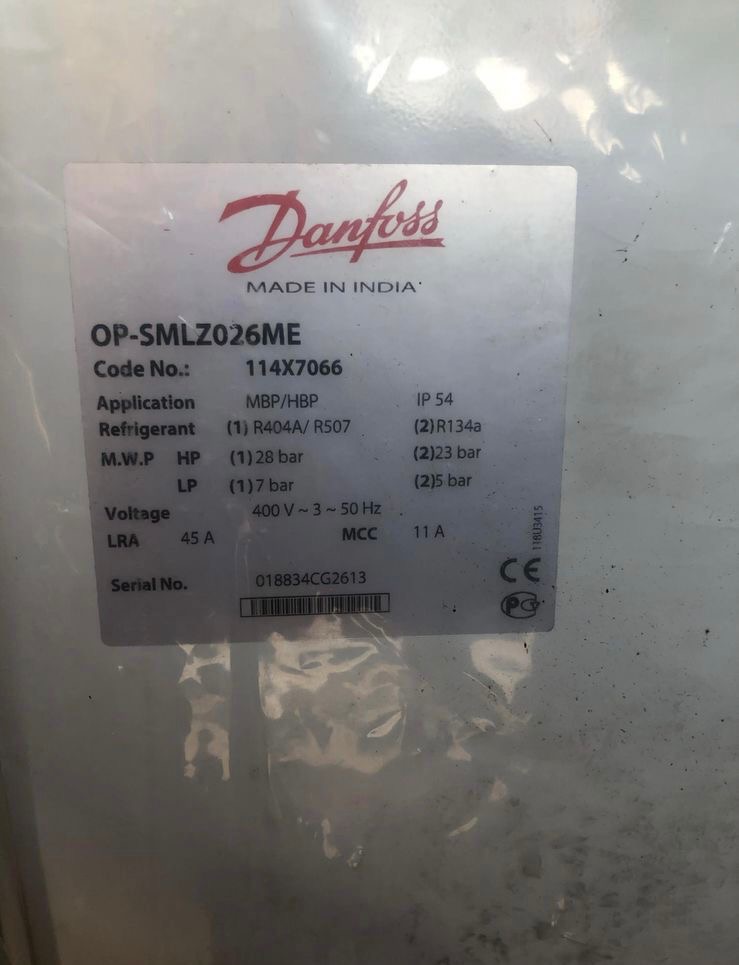 Danfoss
MADE IN INDIA
OP-SMLZ026ME
Code No.: 114X7066
Application MBP/HBP IP 54
Refrigerant (1) R404A/ R507 (2) R134a
M.W.P HP (1) 28 bar (2) 23 bar
LP (1) 7 bar (2) 5 bar
Voltage 400 V ~ 3 ~ 50 Hz
LRA 45 A MCC 11 A
118U3415
Serial No. 018834CG2613
CE